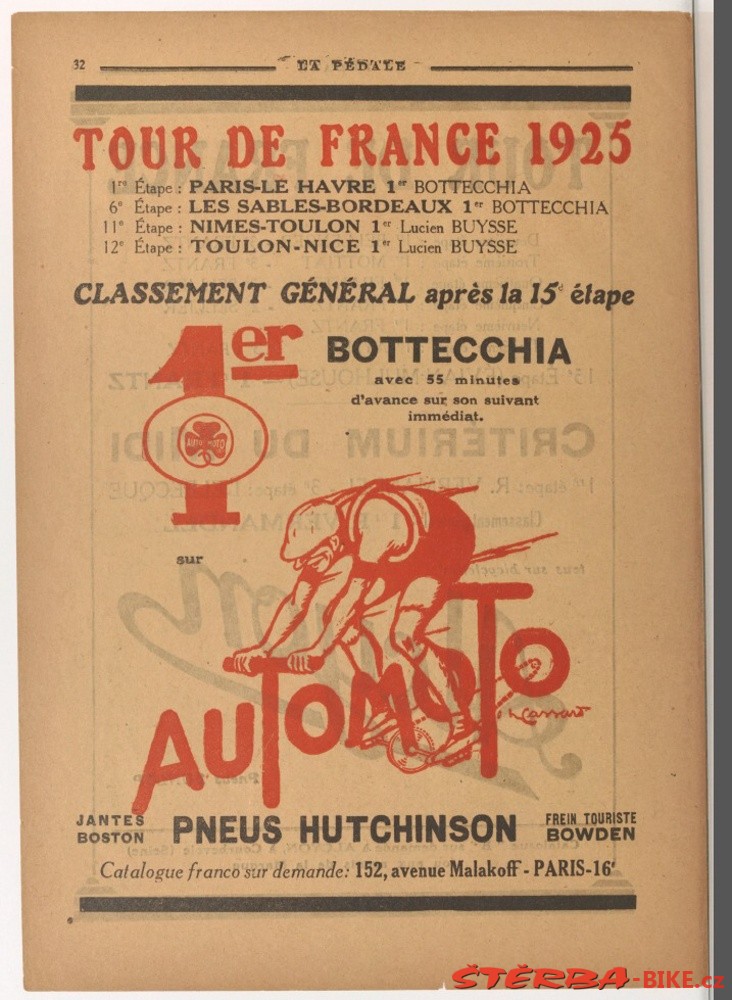 32
LA PÉDALE
TOUR DE FRANCE 1925
1re Étape : PARIS-LE HAVRE 1er BOTTECCHIA
6e Étape : LES SABLES-BORDEAUX 1er BOTTECCHIA
11e Étape : NIMES-TOULON 1er Lucien BUYSSE
12e Étape : TOULON-NICE 1er Lucien BUYSSE
CLASSEMENT GÉNÉRAL après la 15e étape
1er BOTTECCHIA
avec 55 minutes
d'avance sur son suivant
immédiat.
AUTOMOTO
sur
AUTOMOTO
JANTES BOSTON
PNEUS HUTCHINSON
FREIN TOURISTE BOWDEN
Catalogue franco sur demande: 152, avenue Malakoff - PARIS-16e
ŠTĚRBA-BIKE.cz